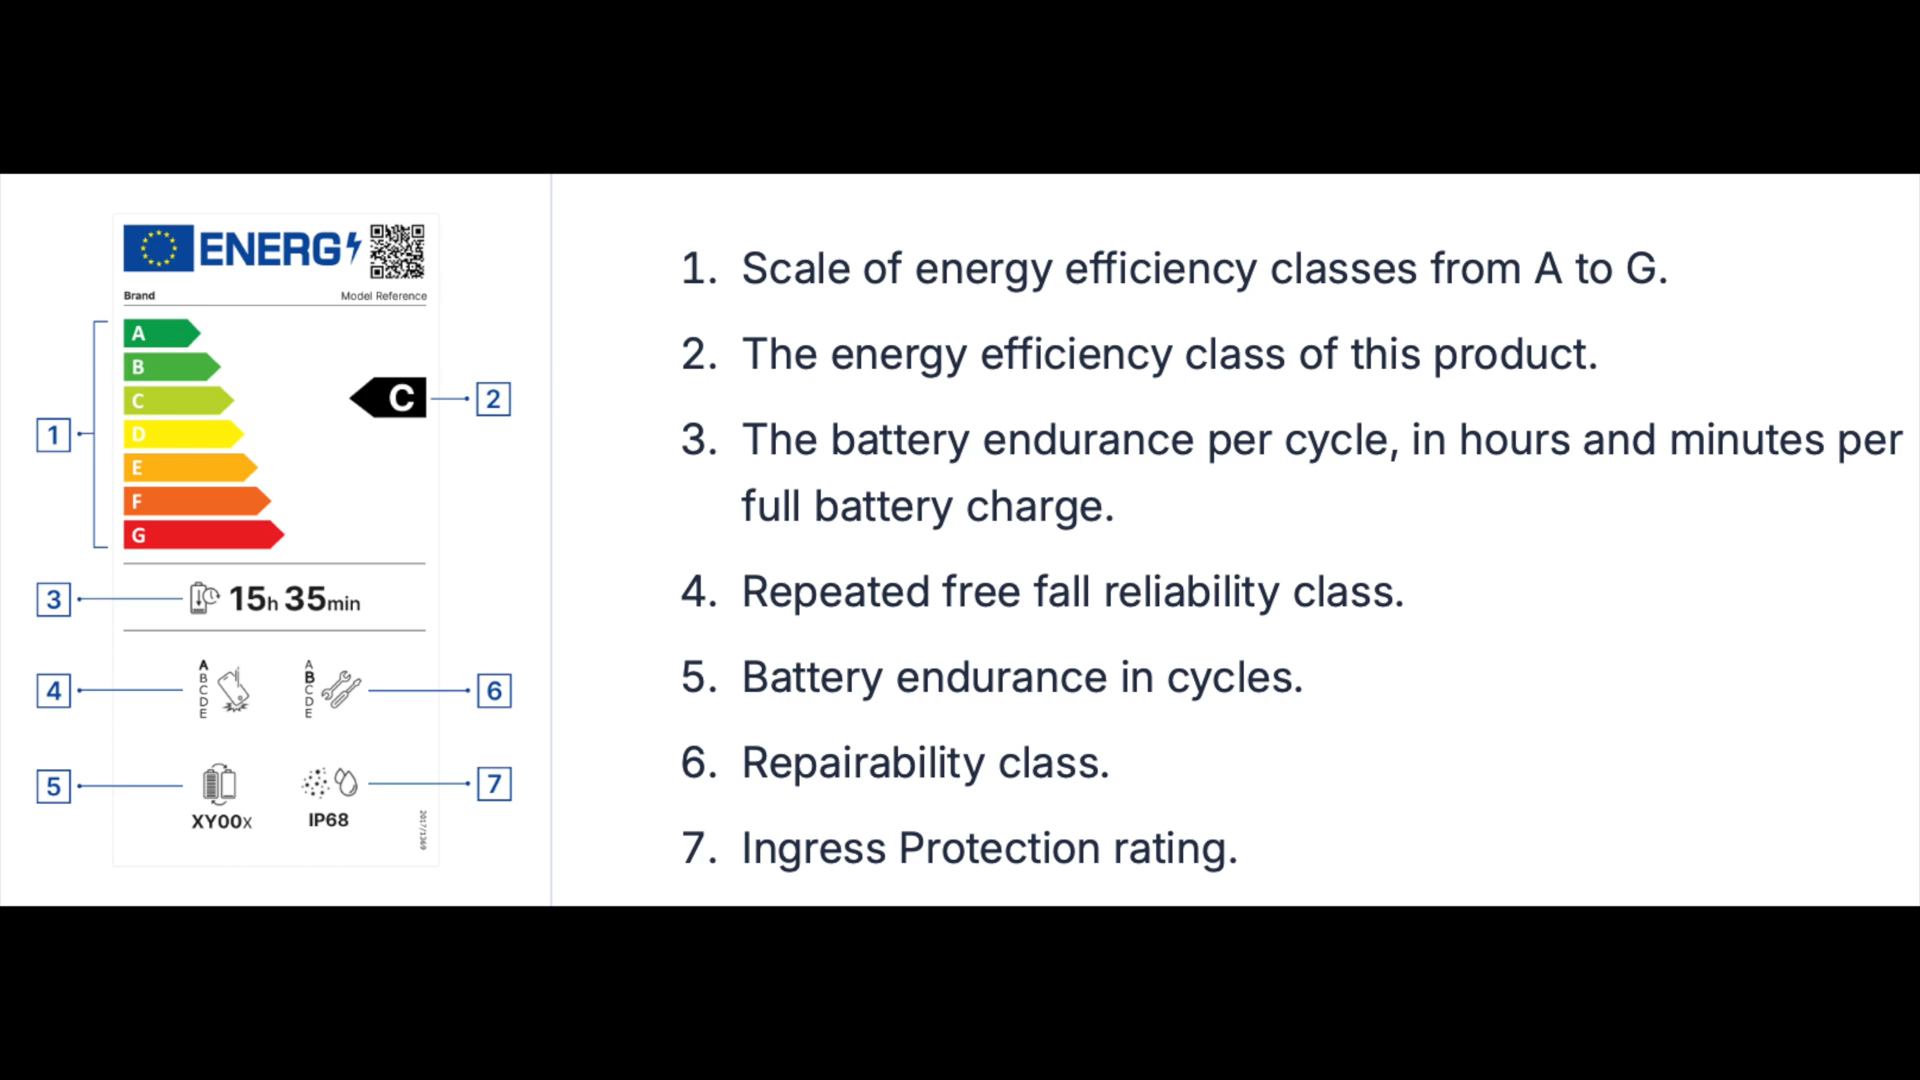 ENERG
Brand
Model Reference
A
B
C
D
E
F
G
C
1
2
3
15h 35min
4
A
B
C
D
E
A
B
C
D
E
6
5
XY00x
IP68
7
2017/1369
1. Scale of energy efficiency classes from A to G.
2. The energy efficiency class of this product.
3. The battery endurance per cycle, in hours and minutes per
full battery charge.
4. Repeated free fall reliability class.
5. Battery endurance in cycles.
6. Repairability class.
7. Ingress Protection rating.